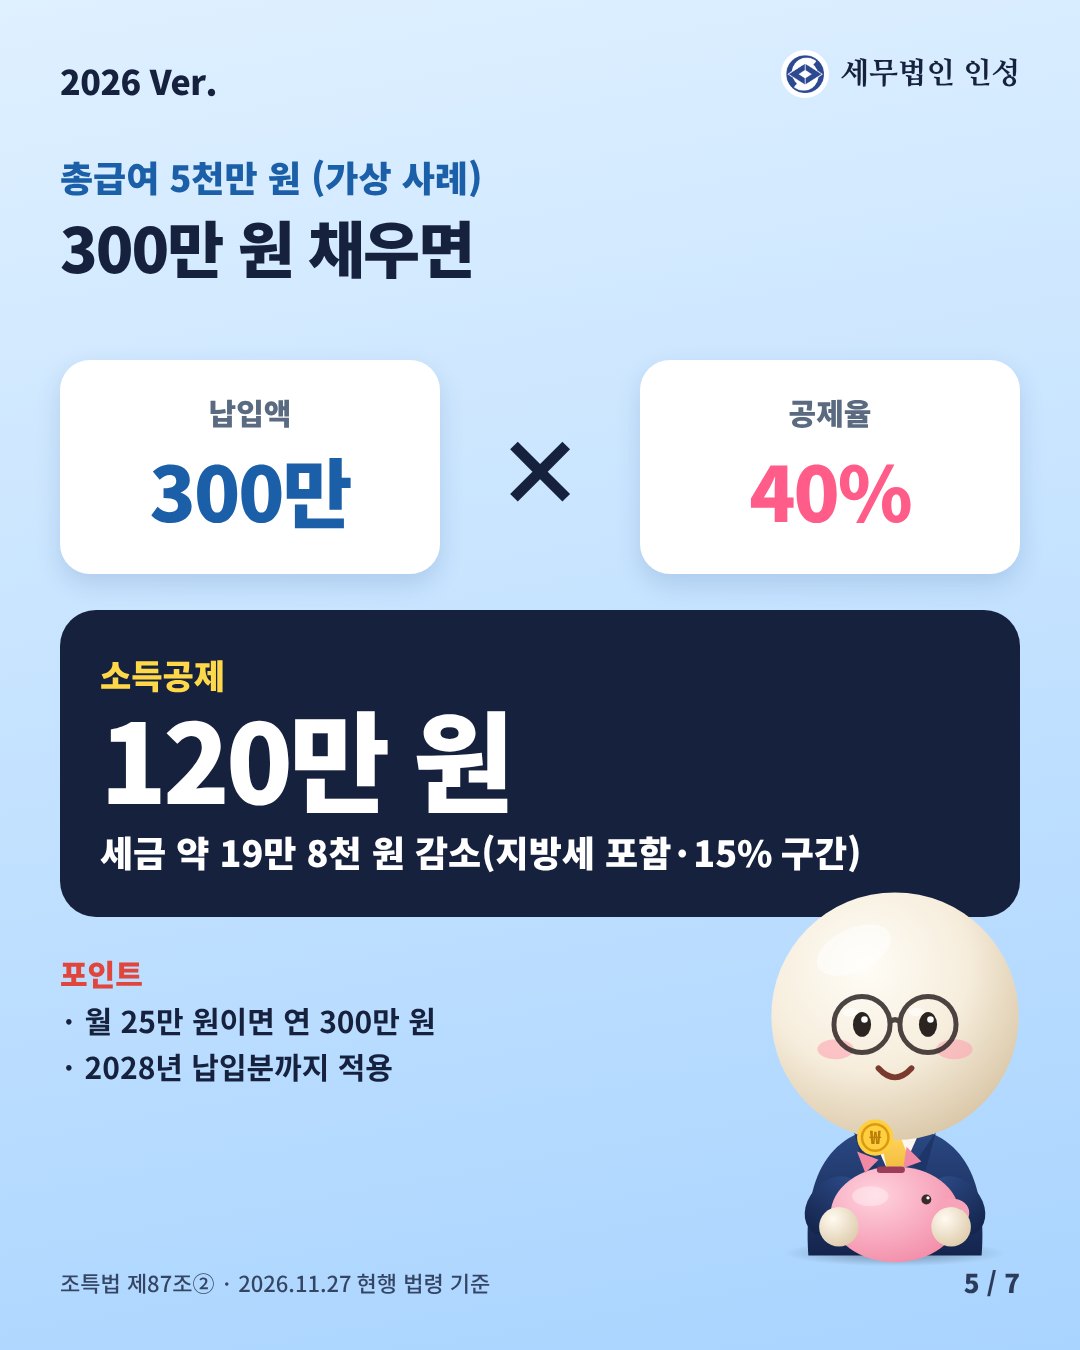 2026 Ver.
세무법인 인성
총급여 5천만 원 (가상 사례)
300만 원 채우면
납입액
300만
×
공제율
40%
소득공제
120만 원
세금 약 19만 8천 원 감소(지방세 포함·15% 구간)
포인트
· 월 25만 원이면 연 300만 원
· 2028년 납입분까지 적용
₩
조특법 제87조② · 2026.11.27 현행 법령 기준
5 / 7